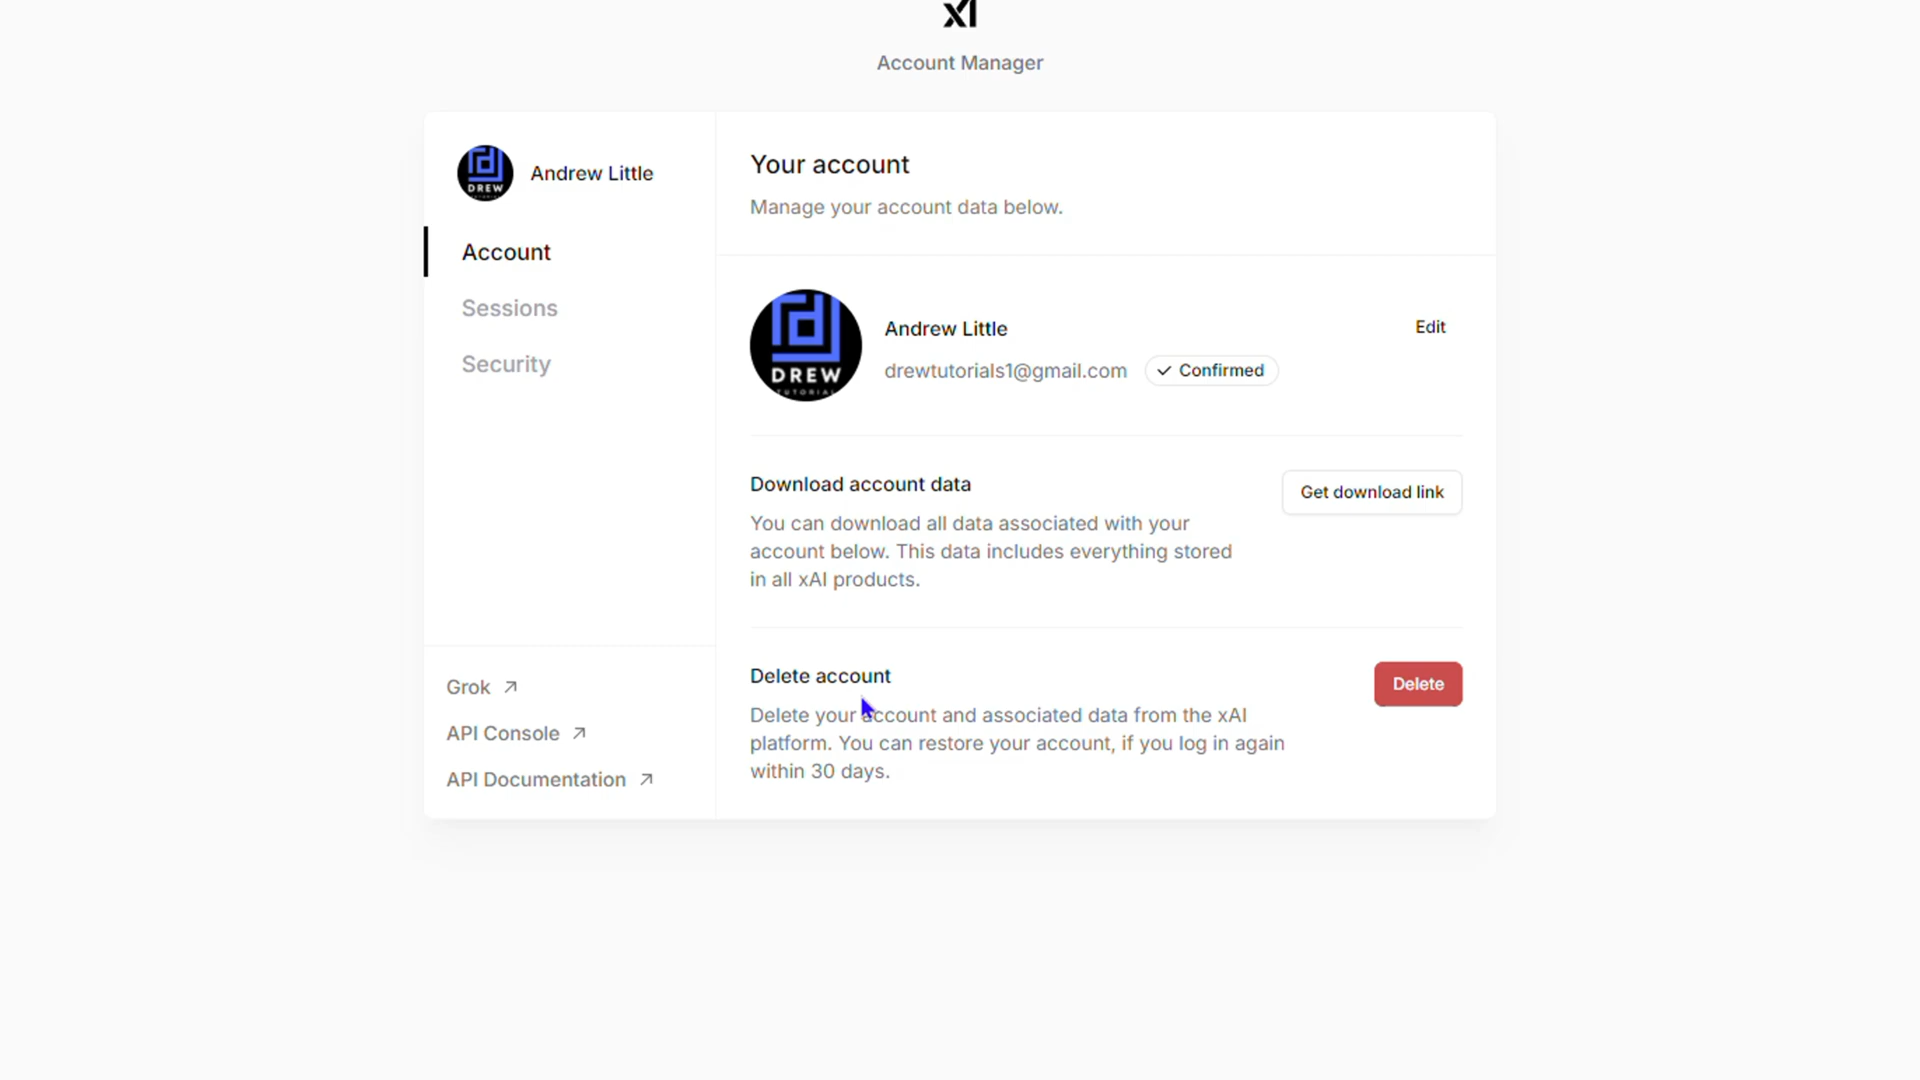 xI
Account Manager
Andrew Little
Account
Sessions
Security
Grok
API Console
API Documentation
Your account
Manage your account data below.
DREW
TUTORIAL
Andrew Little
drewtutorials1@gmail.com
Confirmed
Edit
Download account data
Get download link
You can download all data associated with your
account below. This data includes everything stored
in all xAI products.
Delete account
Delete
Delete your account and associated data from the xAI
platform. You can restore your account, if you log in again
within 30 days.